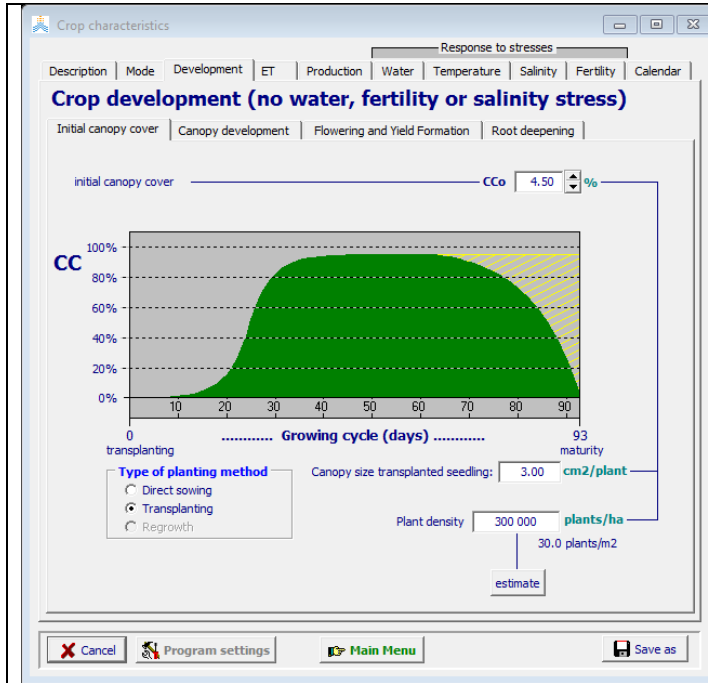 Crop characteristics
Response to stresses
Description Mode Development ET Production Water Temperature Salinity Fertility Calendar
Crop development (no water, fertility or salinity stress)
Initial canopy cover Canopy development Flowering and Yield Formation Root deepening
initial canopy cover CCo 4.50 %
CC
100%
80%
60%
40%
20%
0%
10 20 30 40 50 60 70 80 90
0 ............ Growing cycle (days) ............ 93
transplanting maturity
Type of planting method
Direct sowing
Transplanting
Regrowth
Canopy size transplanted seedling: 3.00 cm2/plant
Plant density 300 000 plants/ha
30.0 plants/m2
estimate
Cancel Program settings Main Menu Save as